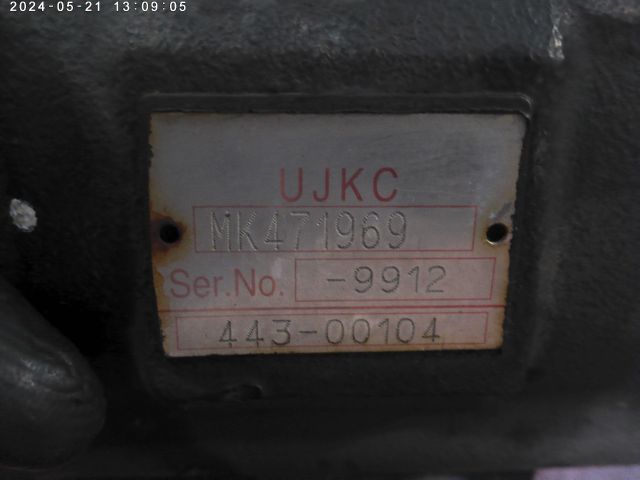 2024-05-21 13:09:05
UJKC
MK471969
Ser.No. -9912
443-00104